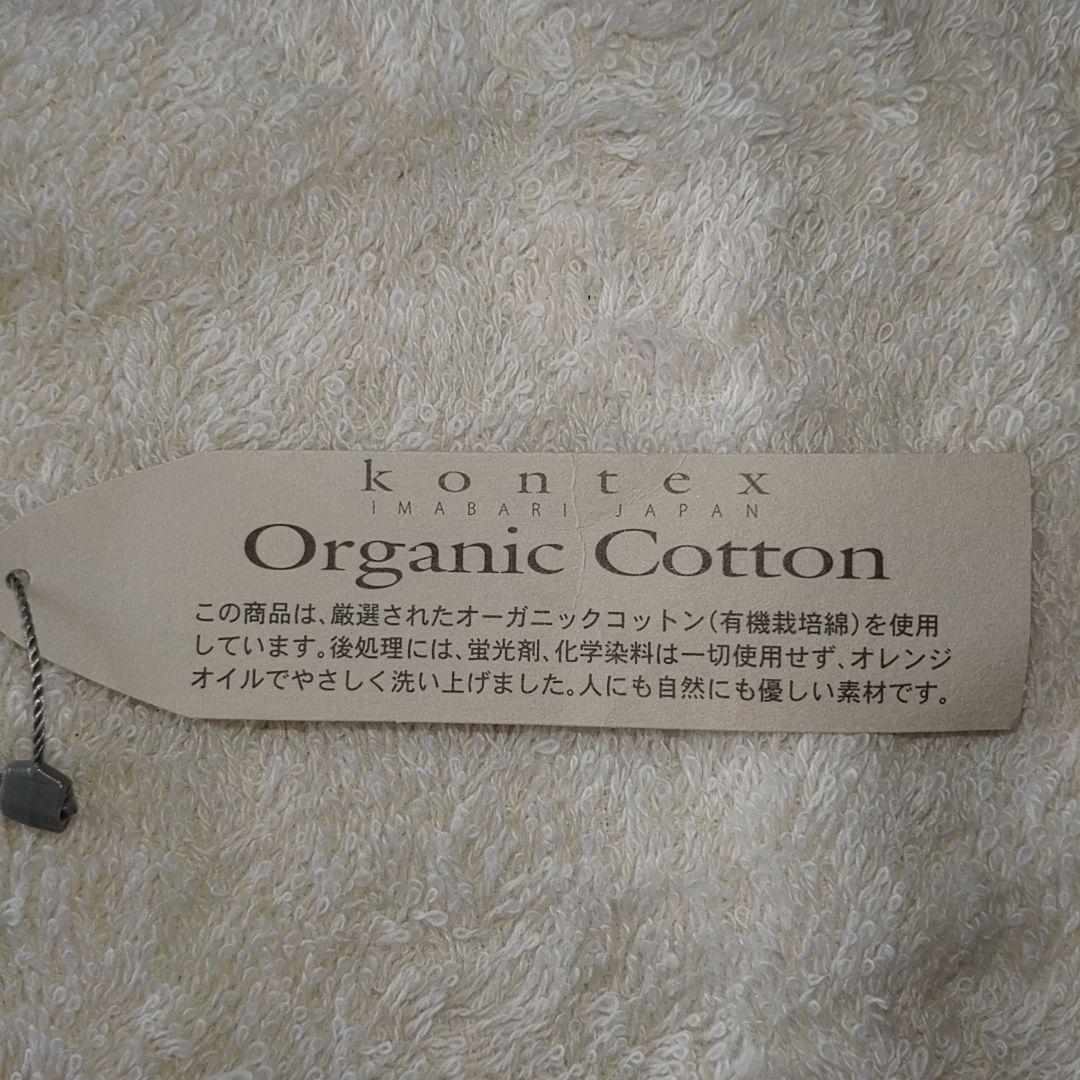 kontex
IMABARI JAPAN
Organic Cotton
この商品は、厳選されたオーガニックコットン(有機栽培綿)を使用
しています。後処理には、蛍光剤、化学染料は一切使用せず、オレンジ
オイルでやさしく洗い上げました。人にも自然にも優しい素材です。